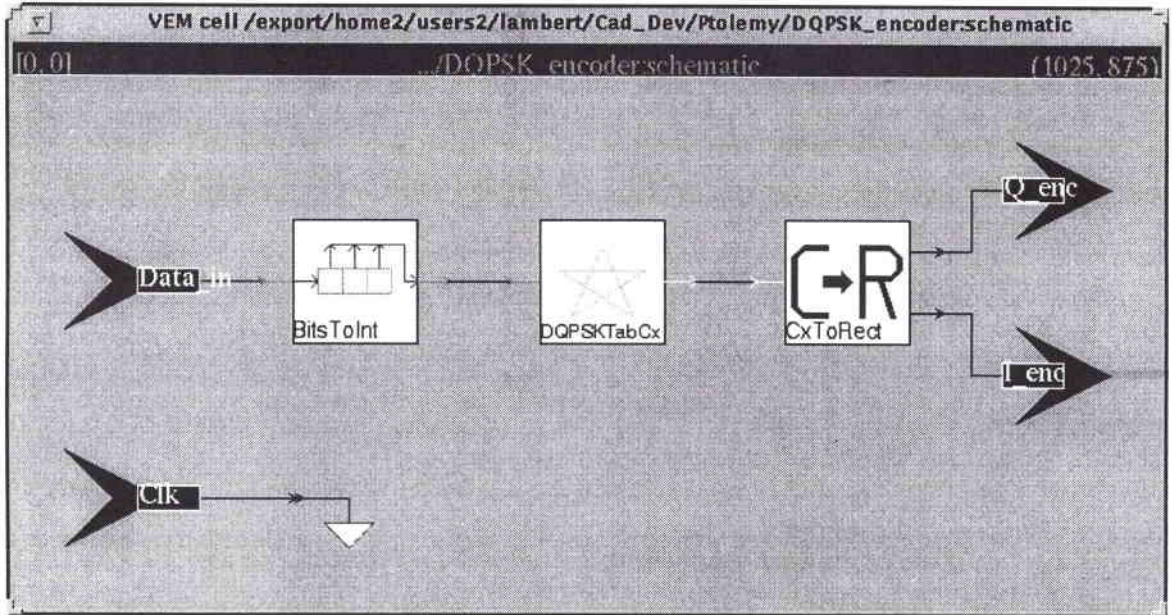 VEM cell /export/home2/users2/lambert/Cad_Dev/Ptolemy/DQPSK_encoder:schematic
[0, 0] .../DQPSK_encoder:schematic (1025, 875)
Q_enc
Data_in
BitsToInt
DQPSKTabCx
C R
CxToRect
I_enc
Clk